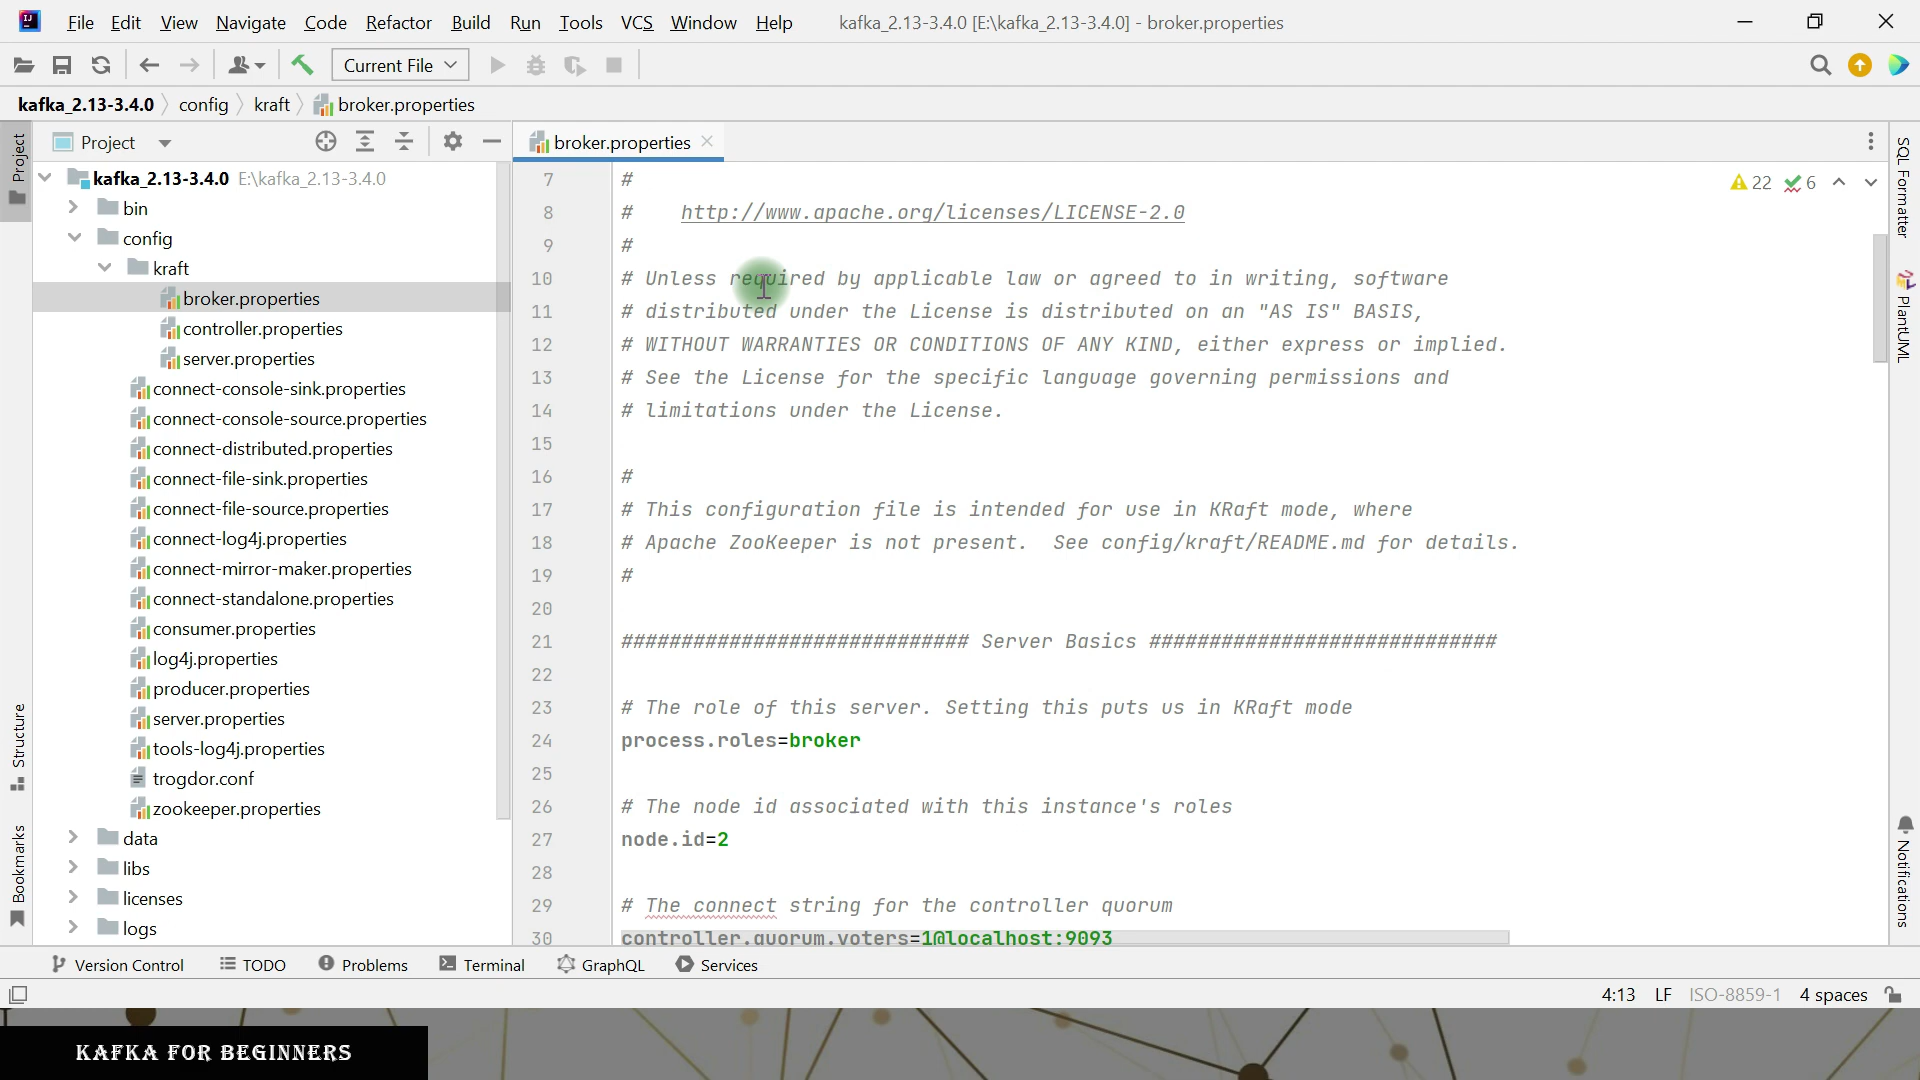 File Edit View Navigate Code Refactor Build Run Tools VCS Window Help kafka_2.13-3.4.0 [E:\kafka_2.13-3.4.0] - broker.properties
Current File
kafka_2.13-3.4.0 config kraft broker.properties
Project
Project
broker.properties
kafka_2.13-3.4.0 E:\kafka_2.13-3.4.0
bin
config
kraft
broker.properties
controller.properties
server.properties
connect-console-sink.properties
connect-console-source.properties
connect-distributed.properties
connect-file-sink.properties
connect-file-source.properties
connect-log4j.properties
connect-mirror-maker.properties
connect-standalone.properties
consumer.properties
log4j.properties
producer.properties
server.properties
tools-log4j.properties
trogdor.conf
zookeeper.properties
data
libs
licenses
logs
Structure
Bookmarks
22 6
7 #
8 # http://www.apache.org/licenses/LICENSE-2.0
9 #
10 # Unless required by applicable law or agreed to in writing, software
11 # distributed under the License is distributed on an "AS IS" BASIS,
12 # WITHOUT WARRANTIES OR CONDITIONS OF ANY KIND, either express or implied.
13 # See the License for the specific language governing permissions and
14 # limitations under the License.
15
16 #
17 # This configuration file is intended for use in KRaft mode, where
18 # Apache ZooKeeper is not present.  See config/kraft/README.md for details.
19 #
20
21 ############################# Server Basics #############################
22
23 # The role of this server. Setting this puts us in KRaft mode
24 process.roles=broker
25
26 # The node id associated with this instance's roles
27 node.id=2
28
29 # The connect string for the controller quorum
30 controller.quorum.voters=1@localhost:9093
SQL Formatter
PlantUML
Notifications
Version Control TODO Problems Terminal GraphQL Services
4:13 LF ISO-8859-1 4 spaces
KAFKA FOR BEGINNERS